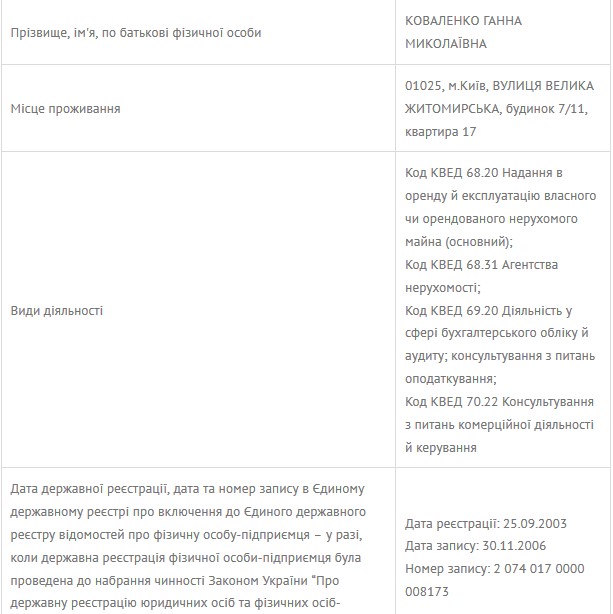 Прізвище, ім'я, по батькові фізичної особи
КОВАЛЕНКО ГАННА
МИКОЛАЇВНА
Місце проживання
01025, м.Київ, ВУЛИЦЯ ВЕЛИКА
ЖИТОМИРСЬКА, будинок 7/11,
квартира 17
Види діяльності
Код КВЕД 68.20 Надання в
оренду й експлуатацію власного
чи орендованого нерухомого
майна (основний);
Код КВЕД 68.31 Агентства
нерухомості;
Код КВЕД 69.20 Діяльність у
сфері бухгалтерського обліку й
аудиту; консультування з питань
оподаткування;
Код КВЕД 70.22 Консультування
з питань комерційної діяльності
й керування
Дата державної реєстрації, дата та номер запису в Єдиному
державному реєстрі про включення до Єдиного державного
реєстру відомостей про фізичну особу-підприємця – у разі,
коли державна реєстрація фізичної особи-підприємця була
проведена до набрання чинності Законом України “Про
державну реєстрацію юридичних осіб та фізичних осіб-
Дата реєстрації: 25.09.2003
Дата запису: 30.11.2006
Номер запису: 2 074 017 0000
008173